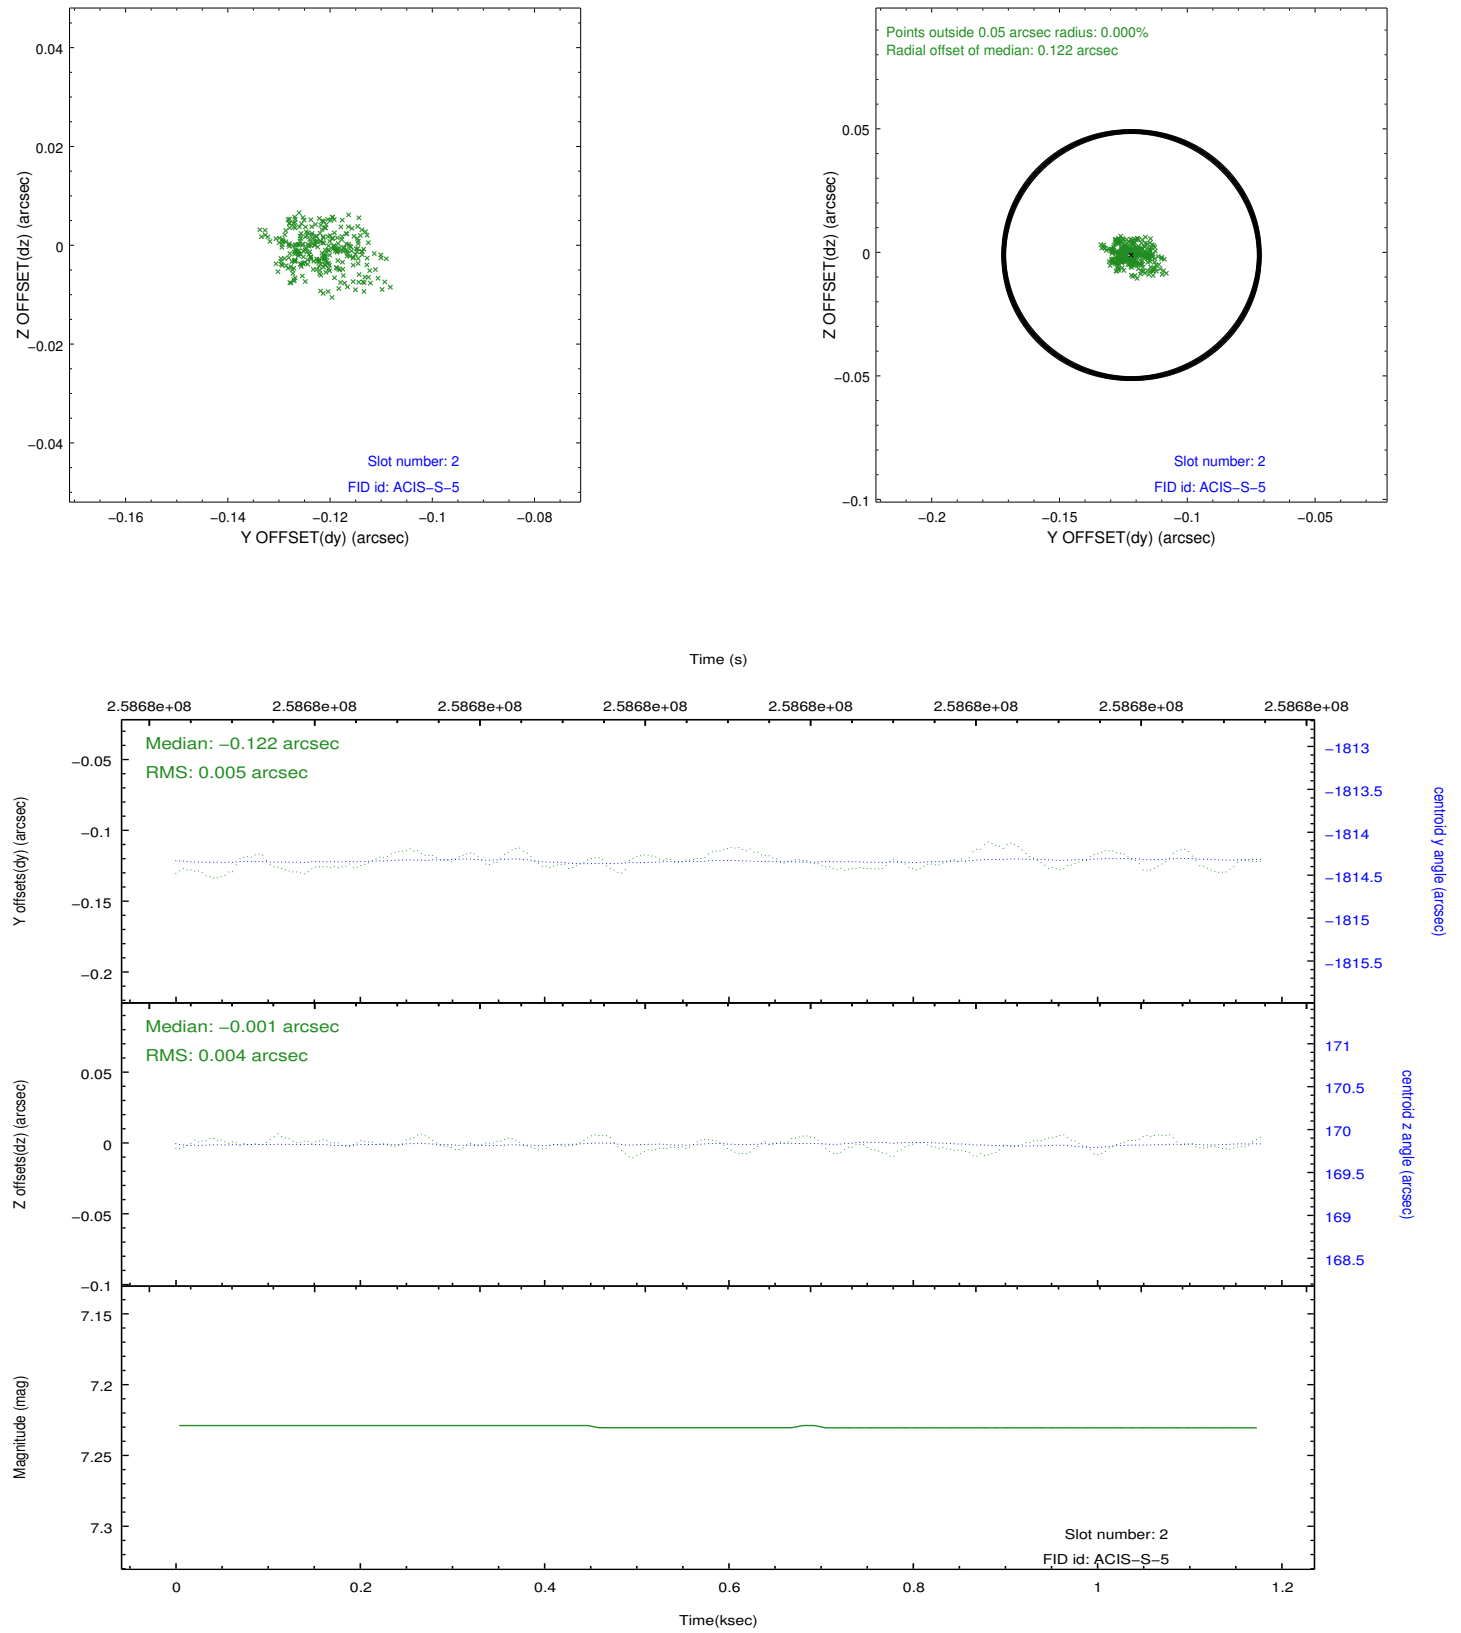 0.04
0.02
0
−0.02
−0.04
Z OFFSET(dz) (arcsec)
Slot number: 2
FID id: ACIS−S−5
−0.16 −0.14 −0.12 −0.1 −0.08
Y OFFSET(dy) (arcsec)
Points outside 0.05 arcsec radius: 0.000%
Radial offset of median: 0.122 arcsec
0.05
0
−0.05
−0.1
Z OFFSET(dz) (arcsec)
Slot number: 2
FID id: ACIS−S−5
−0.2 −0.15 −0.1 −0.05
Y OFFSET(dy) (arcsec)
Time (s)
2.5868e+08 2.5868e+08 2.5868e+08 2.5868e+08 2.5868e+08 2.5868e+08 2.5868e+08 2.5868e+08
Median: −0.122 arcsec
RMS: 0.005 arcsec
−0.05
−0.1
−0.15
−0.2
Y offsets(dy) (arcsec)
−1813
−1813.5
−1814
−1814.5
−1815
−1815.5
centroid y angle (arcsec)
Median: −0.001 arcsec
RMS: 0.004 arcsec
0.05
0
−0.05
−0.1
Z offsets(dz) (arcsec)
171
170.5
170
169.5
169
168.5
centroid z angle (arcsec)
7.15
7.2
7.25
7.3
Magnitude (mag)
Slot number: 2
FID id: ACIS−S−5
0 0.2 0.4 0.6 0.8 1 1.2
Time(ksec)